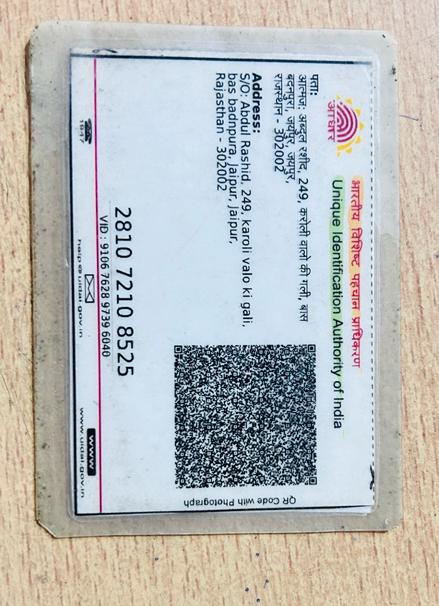 भारतीय विशिष्ट पहचान प्राधिकरण
Unique Identification Authority of India
आधार
पता:
आत्मज: अब्दुल रशीद, 249, करोली वालो की गली, बास
बदनपुरा, जयपुर, जयपुर,
राजस्थान - 302002
Address:
S/O: Abdul Rashid, 249, karoli valo ki gali,
bas badnpura, Jaipur, Jaipur,
Rajasthan - 302002
QR Code with Photograph
2810 7210 8525
VID : 9106 7628 9739 6040
1947
help@uidai.gov.in
www
www.uidai.gov.in